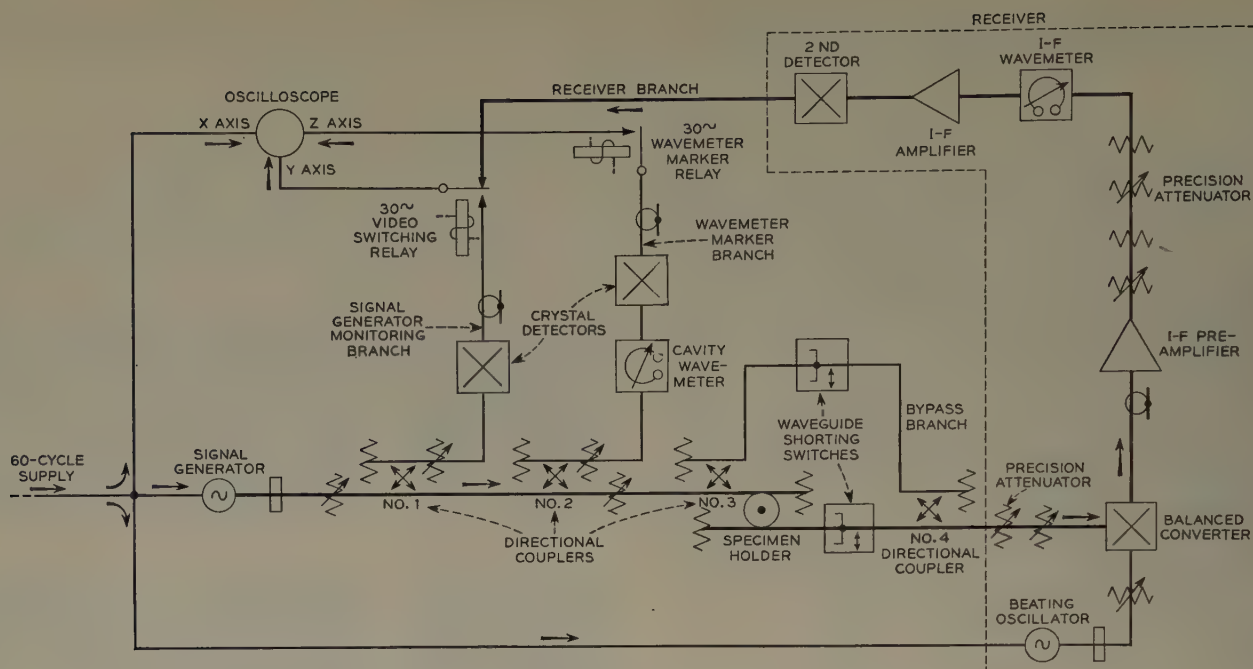 RECEIVER
2 ND
DETECTOR
I-F
WAVEMETER
OSCILLOSCOPE
RECEIVER BRANCH
X AXIS
Z AXIS
Y AXIS
30~
WAVEMETER
MARKER
RELAY
I-F
AMPLIFIER
PRECISION
ATTENUATOR
30~
VIDEO
SWITCHING
RELAY
WAVEMETER
MARKER
BRANCH
SIGNAL
GENERATOR
MONITORING
BRANCH
CRYSTAL
DETECTORS
CAVITY
WAVE-
METER
I-F PRE-
AMPLIFIER
WAVEGUIDE
SHORTING
SWITCHES
BYPASS
BRANCH
60-CYCLE
SUPPLY
SIGNAL
GENERATOR
NO. 1
NO. 2
NO. 3
PRECISION
ATTENUATOR
DIRECTIONAL
COUPLERS
SPECIMEN
HOLDER
NO. 4
DIRECTIONAL
COUPLER
BALANCED
CONVERTER
BEATING
OSCILLATOR